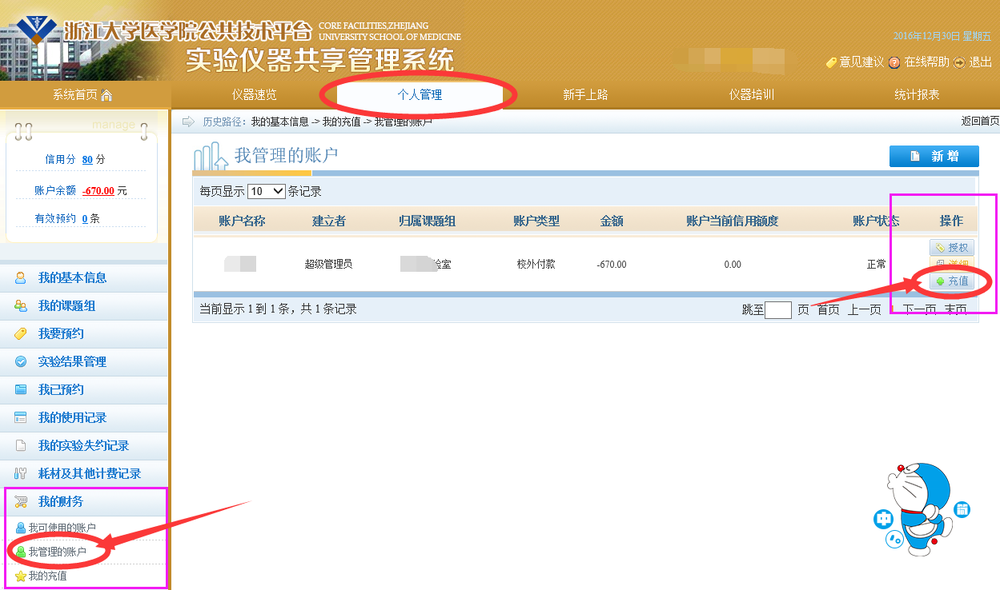 浙江大学医学院公共技术平台
CORE FACILITIES,ZHEJIANG
UNIVERSITY SCHOOL OF MEDICINE
实验仪器共享管理系统
2016年12月30日 星期五
意见建议 在线帮助 退出
系统首页 仪器速览 个人管理 新手上路 仪器培训 统计报表
manage
信用分 80 分
账户余额 -670.00 元
有效预约 0 条
历史路径: 我的基本信息 -> 我的充值 -> 我管理的账户
返回首页
我管理的账户
新 增
每页显示 10 条记录
账户名称 建立者 归属课题组 账户类型 金额 账户当前信用额度 账户状态 操作
超级管理员 验室 校外付款 -670.00 0.00 正常
授权
详细
充值
当前显示 1 到 1 条，共 1 条记录
跳至 页 首页 上一页 1 下一页 末页
我的基本信息
我的课题组
我要预约
实验结果管理
我已预约
我的使用记录
我的实验失约记录
耗材及其他计费记录
我的财务
我可使用的账户
我管理的账户
我的充值
中